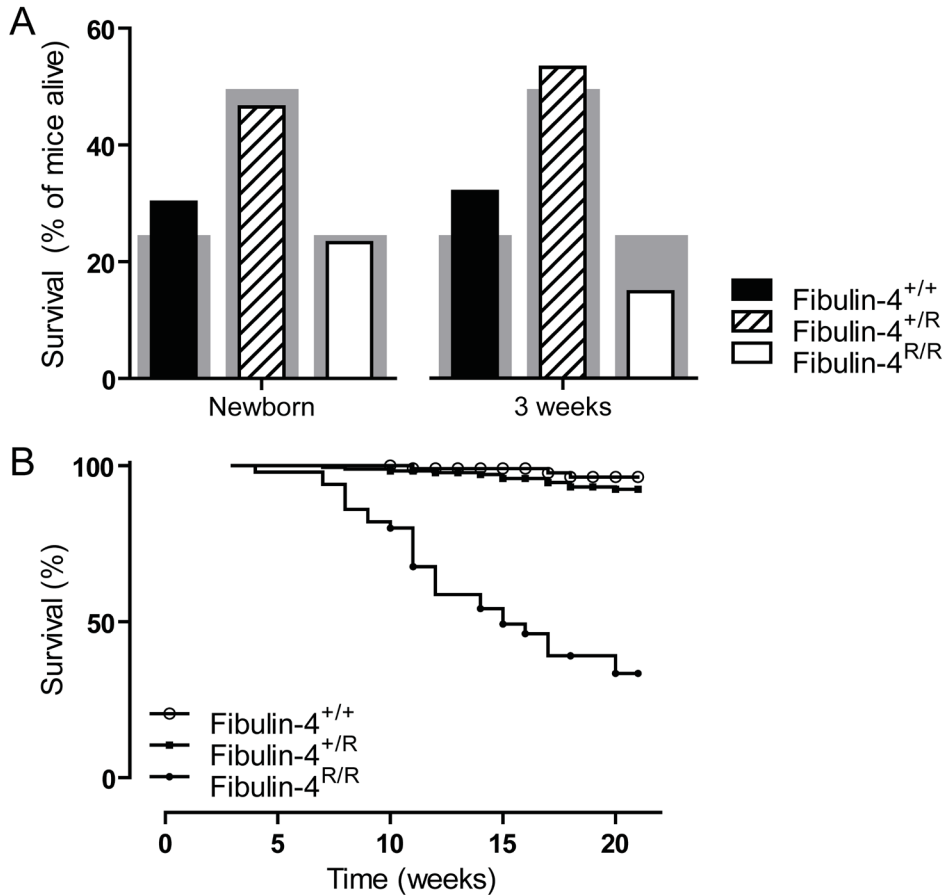 A
Survival (% of mice alive)
60
40
20
0
Newborn
3 weeks
Fibulin-4+/+
Fibulin-4+/R
Fibulin-4R/R
B
Survival (%)
100
50
0
Fibulin-4+/+
Fibulin-4+/R
Fibulin-4R/R
0 5 10 15 20
Time (weeks)